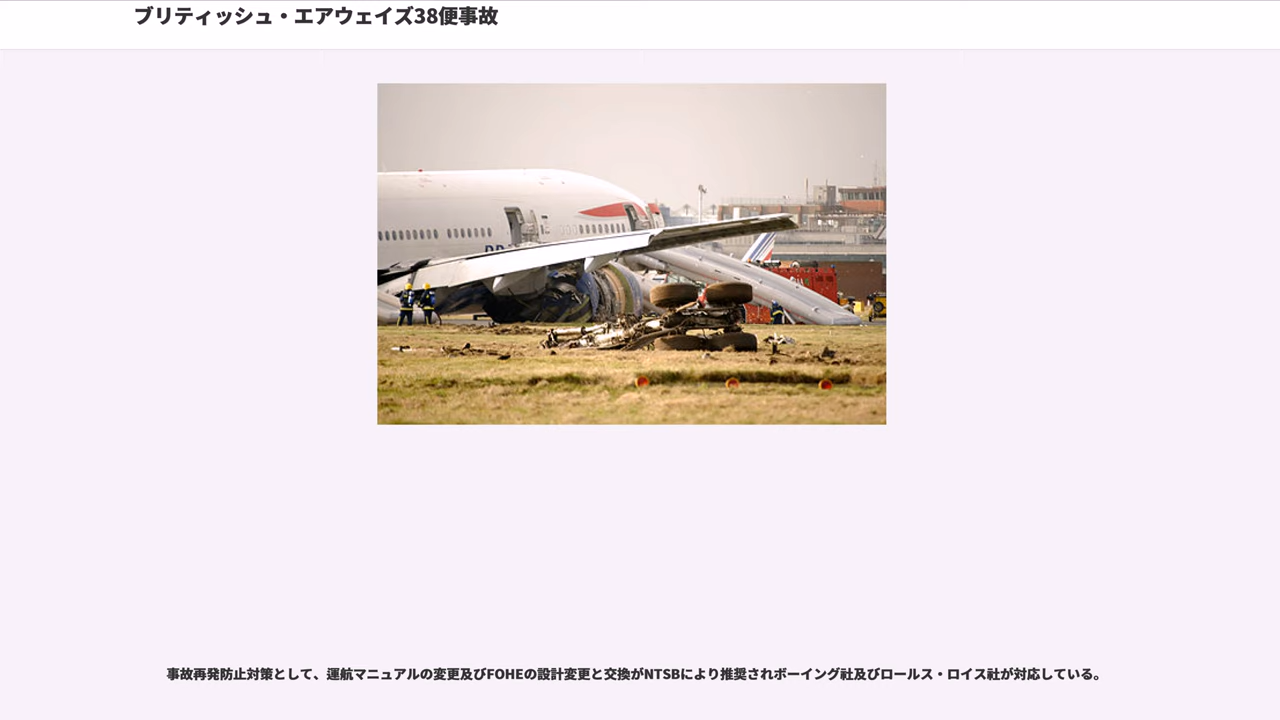 ブリティッシュ・エアウェイズ38便事故
事故再発防止対策として、運航マニュアルの変更及びFOHEの設計変更と交換がNTSBにより推奨されボーイング社及びロールス・ロイス社が対応している。